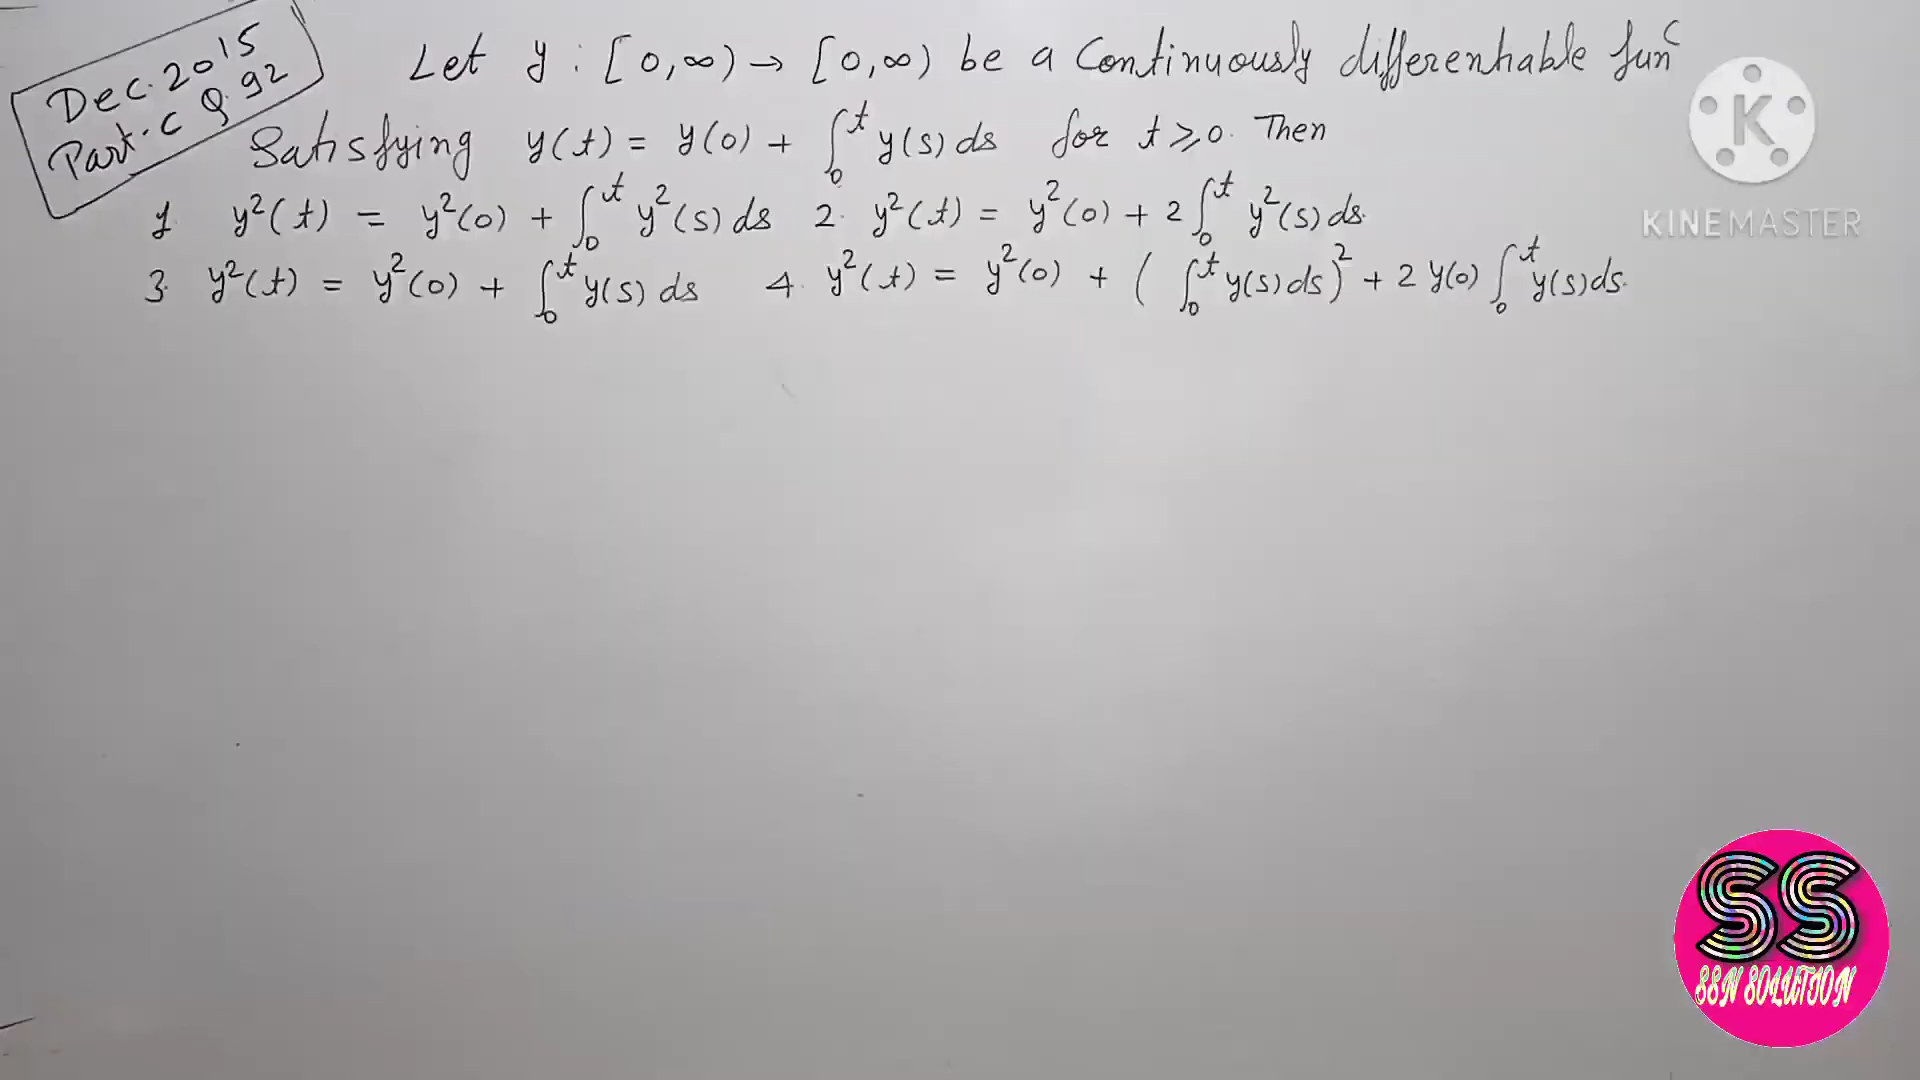 Dec. 2015
Part. C Q. 92
Let y : [0,∞) → [0,∞) be a Continuously differentiable func
Satisfying y(t) = y(0) + ∫₀ᵗ y(s) ds for t ≥ 0. Then
1. y²(t) = y²(0) + ∫₀ᵗ y²(s) ds 2. y²(t) = y²(0) + 2 ∫₀ᵗ y²(s) ds.
3. y²(t) = y²(0) + ∫₀ᵗ y(s) ds 4. y²(t) = y²(0) + ( ∫₀ᵗ y(s) ds )² + 2 y(0) ∫₀ᵗ y(s) ds.
K
KINEMASTER
SS
SSN SOLUTION